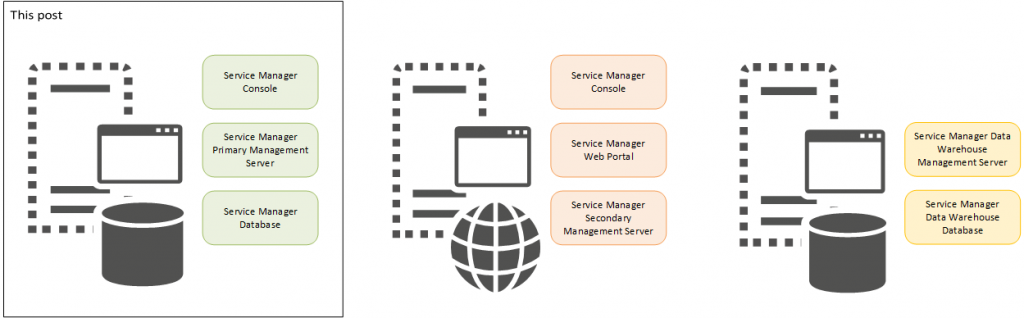 This post
Service Manager
Console
Service Manager
Primary Management
Server
Service Manager
Database
Service Manager
Console
Service Manager
Web Portal
Service Manager
Secondary
Management Server
Service Manager Data
Warehouse
Management Server
Service Manager
Data Warehouse
Database